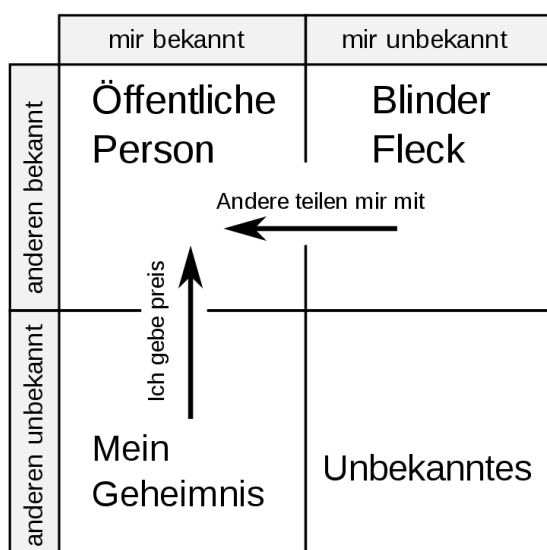 mir bekannt
mir unbekannt
anderen bekannt
Öffentliche
Person
Blinder
Fleck
Andere teilen mir mit
Ich gebe preis
anderen unbekannt
Mein
Geheimnis
Unbekanntes